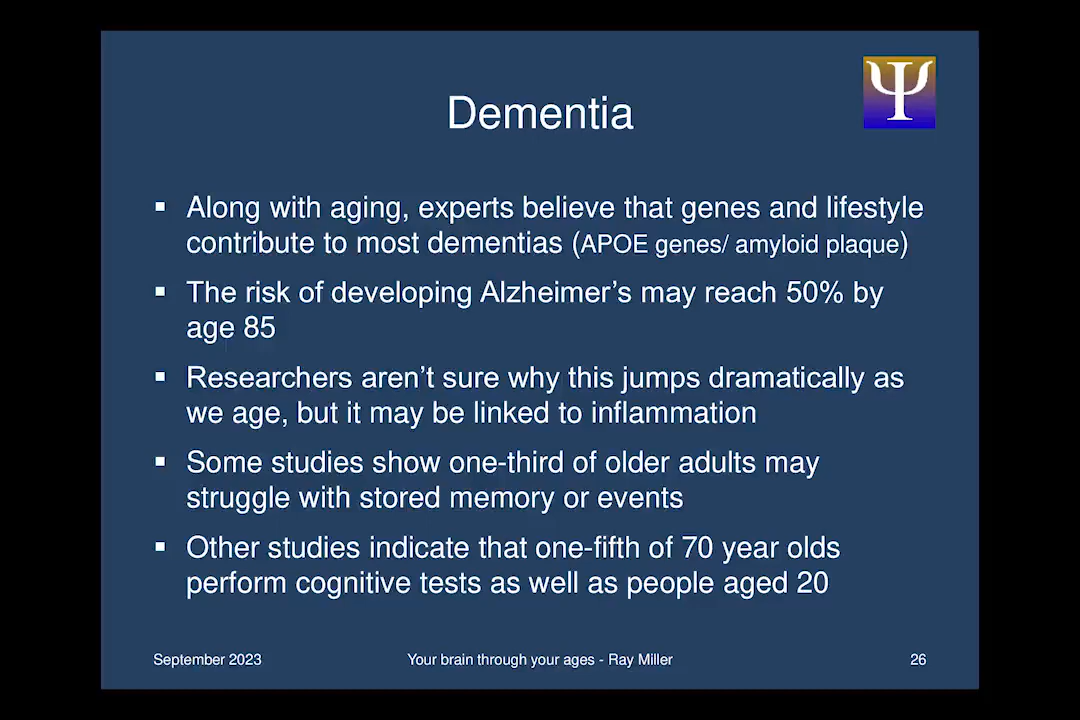 Dementia
Ψ
▪ Along with aging, experts believe that genes and lifestyle
contribute to most dementias (APOE genes/ amyloid plaque)
▪ The risk of developing Alzheimer’s may reach 50% by
age 85
▪ Researchers aren’t sure why this jumps dramatically as
we age, but it may be linked to inflammation
▪ Some studies show one-third of older adults may
struggle with stored memory or events
▪ Other studies indicate that one-fifth of 70 year olds
perform cognitive tests as well as people aged 20
September 2023 Your brain through your ages - Ray Miller 26